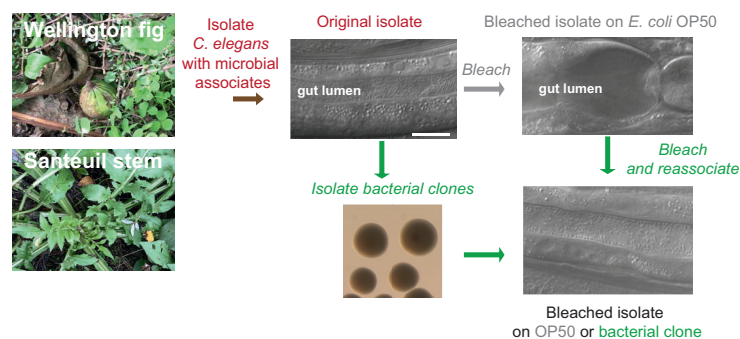 Wellington fig
Isolate
C. elegans
with microbial
associates
Original isolate
gut lumen
Bleach
Bleached isolate on E. coli OP50
gut lumen
Bleach
and reassociate
Santeuil stem
Isolate bacterial clones
Bleached isolate
on OP50 or bacterial clone